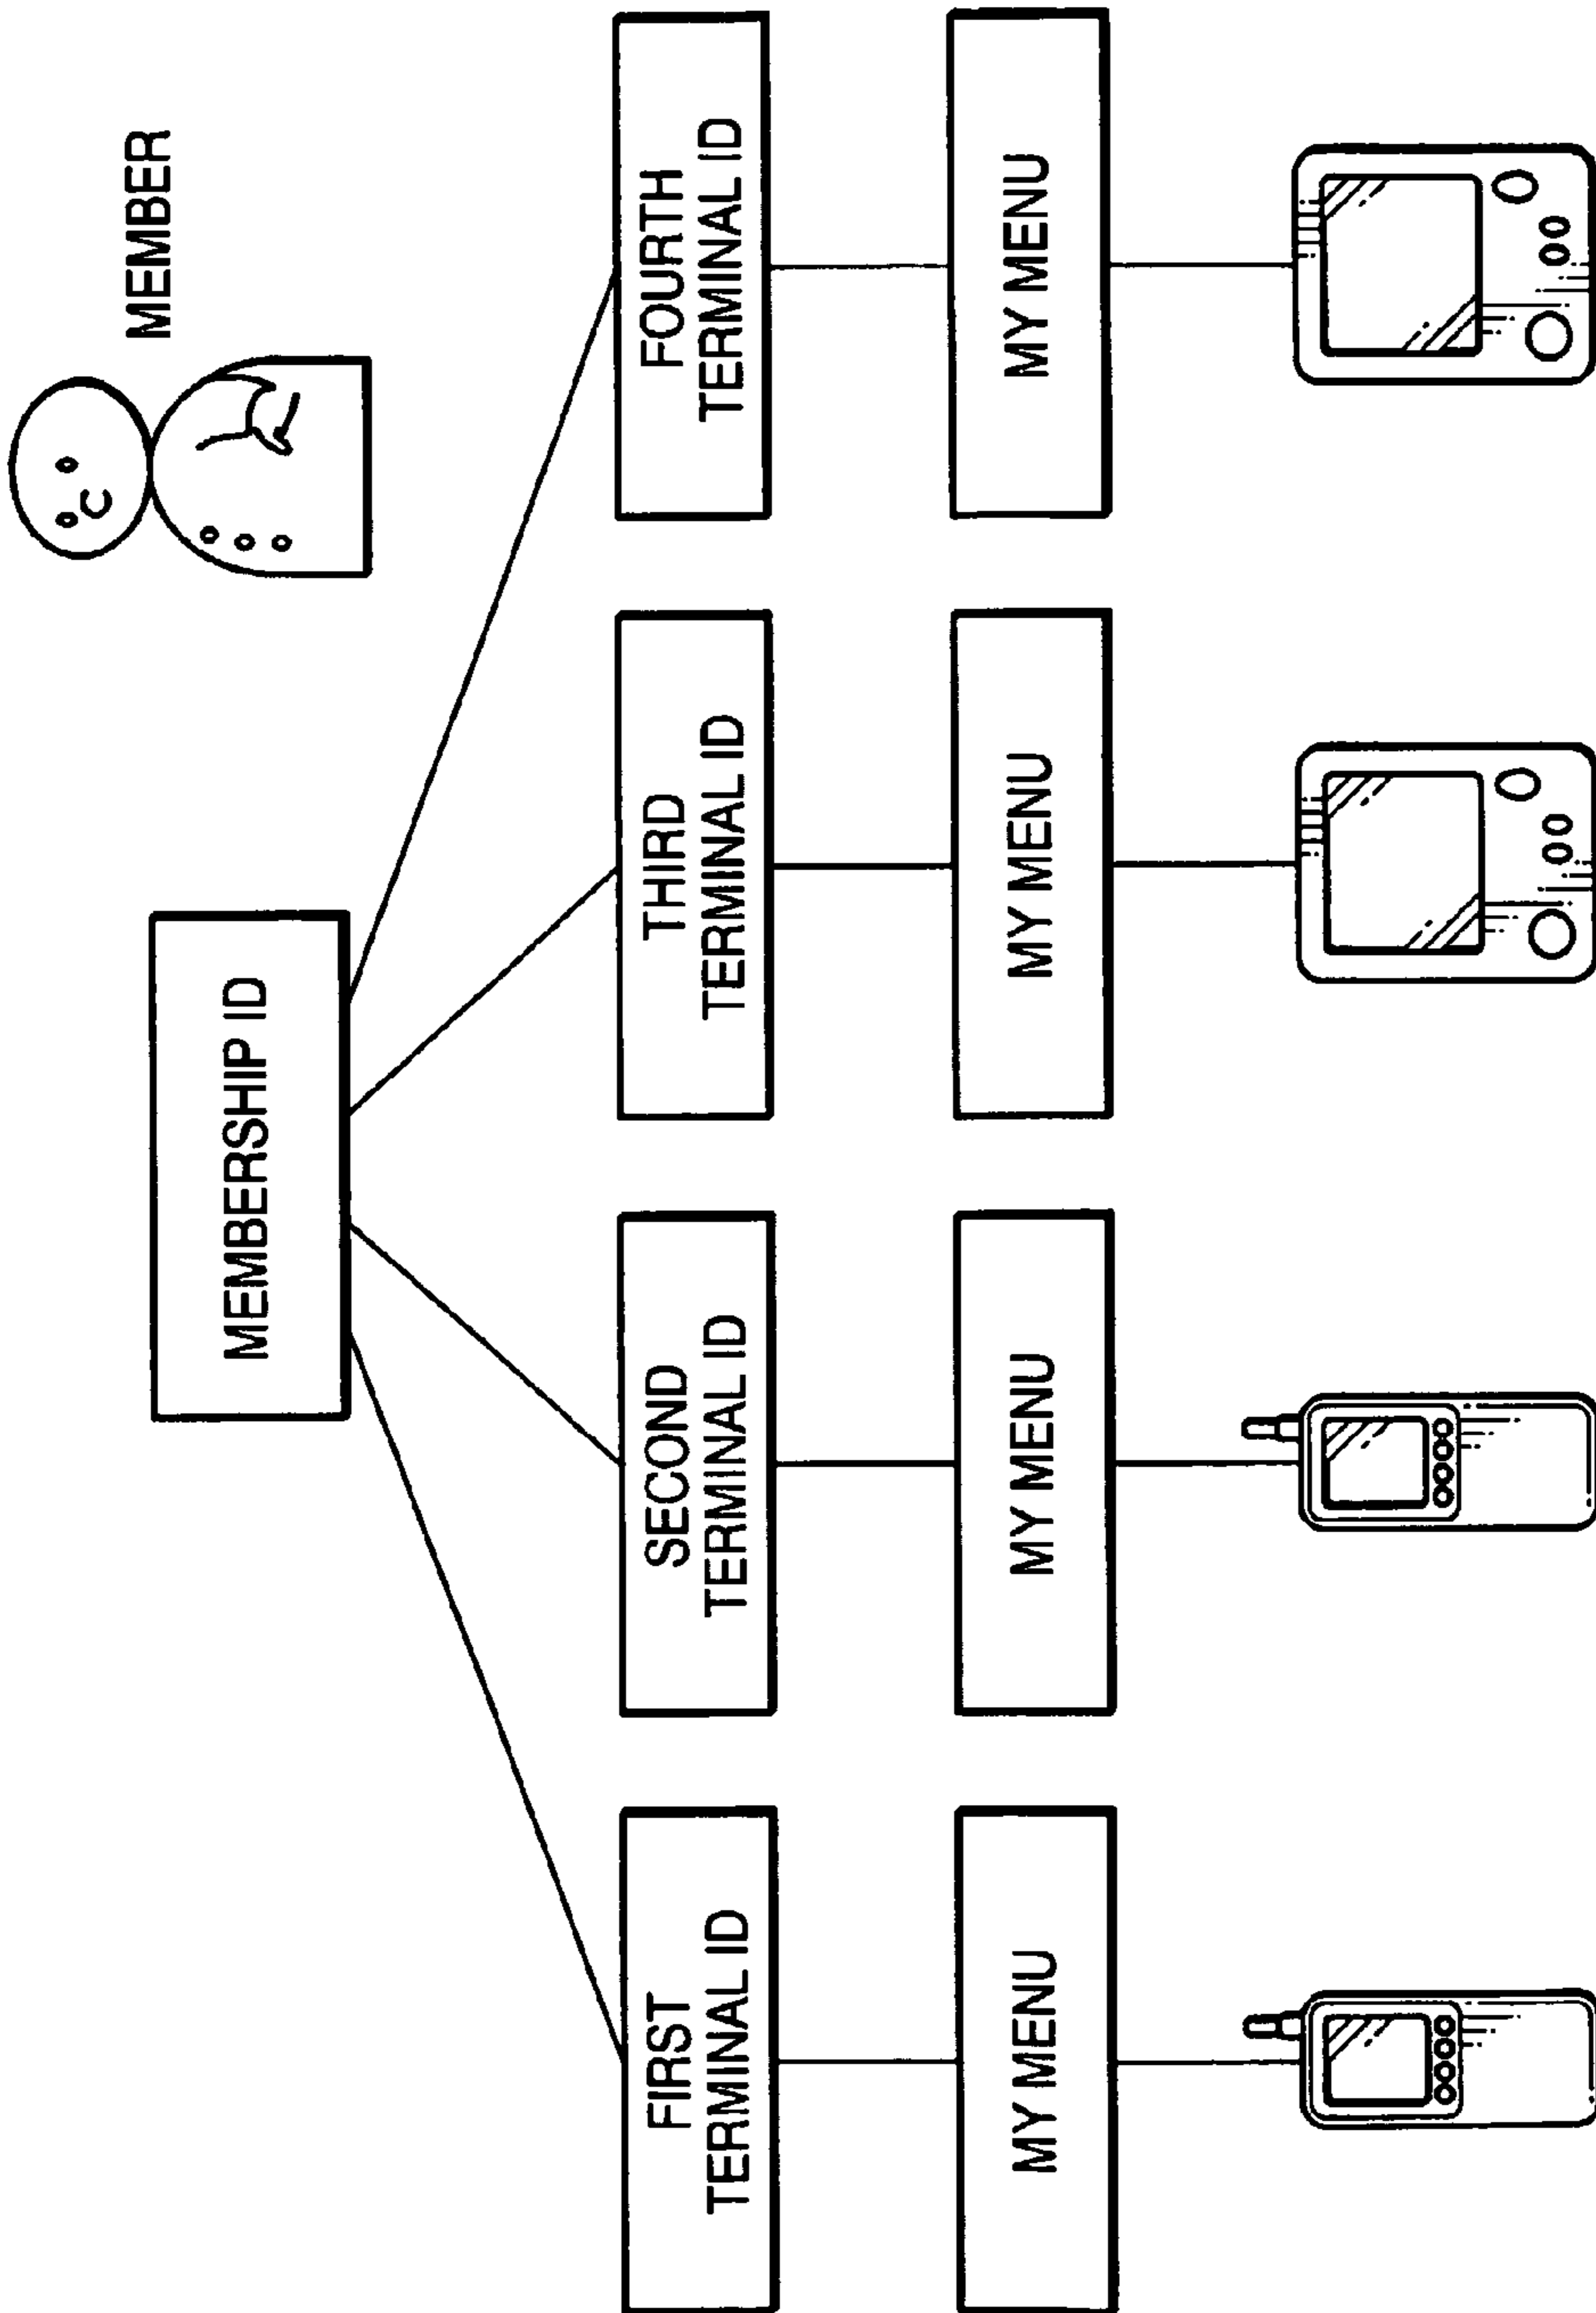 MEMBER
MEMBERSHIP ID
FIRST
TERMINAL ID
SECOND
TERMINAL ID
THIRD
TERMINAL ID
FOURTH
TERMINAL ID
MY MENU
MY MENU
MY MENU
MY MENU